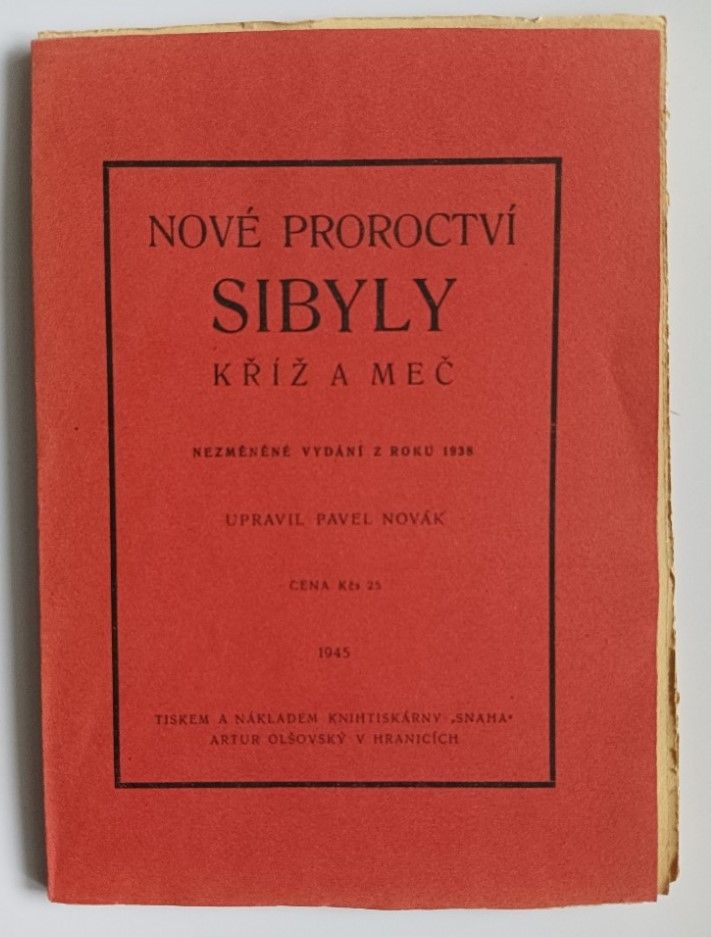 NOVÉ PROROCTVÍ
SIBYLY
KŘÍŽ A MEČ
NEZMĚNĚNÉ VYDÁNÍ Z ROKU 1938
UPRAVIL PAVEL NOVÁK
CENA Kčs 25
1945
TISKEM A NÁKLADEM KNIHTISKÁRNY „SNAHA“
ARTUR OLŠOVSKÝ V HRANICÍCH